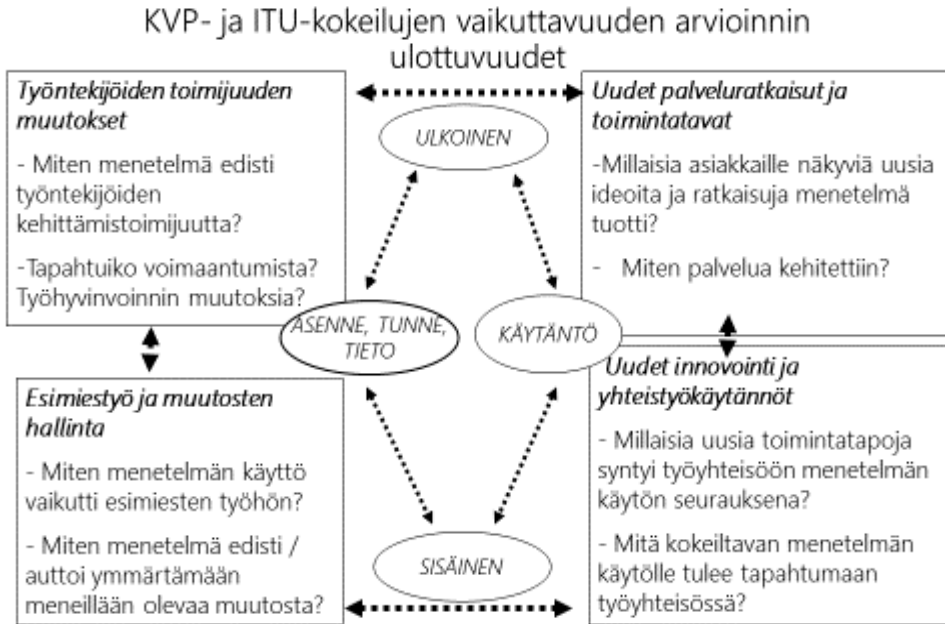 KVP- ja ITU-kokeilujen vaikuttavuuden arvioinnin
ulottuvuudet
Työntekijöiden toimijuuden
muutokset
- Miten menetelmä edisti
työntekijöiden
kehittämistoimijuutta?
-Tapahtuiko voimaantumista?
Työhyvinvoinnin muutoksia?
ULKOINEN
Uudet palveluratkaisut ja
toimintatavat
-Millaisia asiakkaille näkyviä uusia
ideoita ja ratkaisuja menetelmä
tuotti?
- Miten palvelua kehitettiin?
ASENNE, TUNNE,
TIETO
KÄYTÄNTÖ
Esimiestyö ja muutosten
hallinta
- Miten menetelmän käyttö
vaikutti esimiesten työhön?
- Miten menetelmä edisti /
auttoi ymmärtämään
meneillään olevaa muutosta?
SISÄINEN
Uudet innovointi ja
yhteistyökäytännöt
- Millaisia uusia toimintatapoja
syntyi työyhteisöön menetelmän
käytön seurauksena?
- Mitä kokeiltavan menetelmän
käytölle tulee tapahtumaan
työyhteisössä?